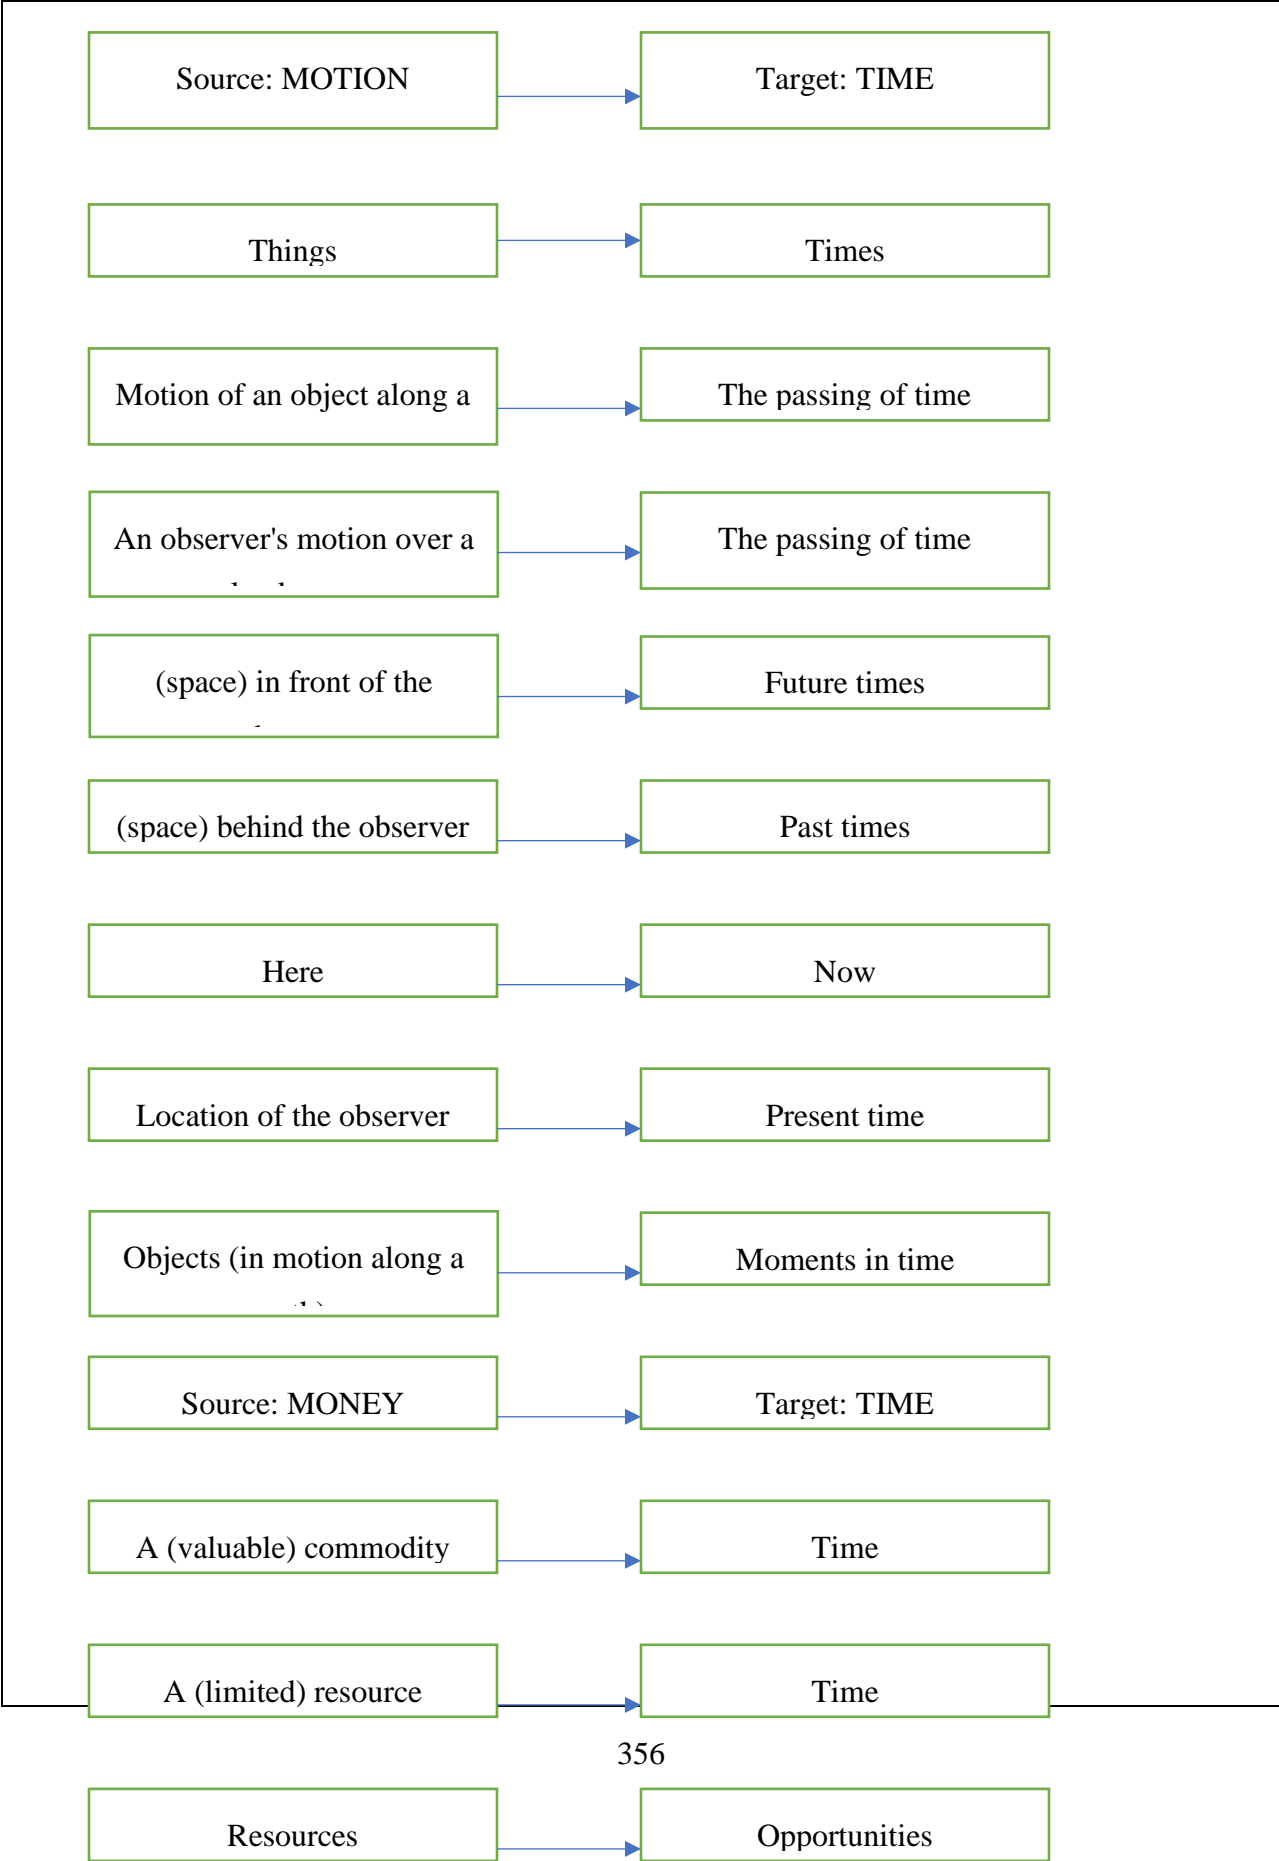 Source: MOTION
Target: TIME
Things
Times
Motion of an object along a
The passing of time
An observer's motion over a
The passing of time
(space) in front of the
Future times
(space) behind the observer
Past times
Here
Now
Location of the observer
Present time
Objects (in motion along a
Moments in time
Source: MONEY
Target: TIME
A (valuable) commodity
Time
A (limited) resource
Time
356
Resources
Opportunities